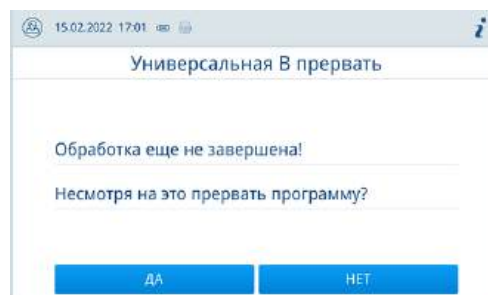 15.02.2022 17:01
i
Универсальная В прервать
Обработка еще не завершена!
Несмотря на это прервать программу?
ДА
НЕТ